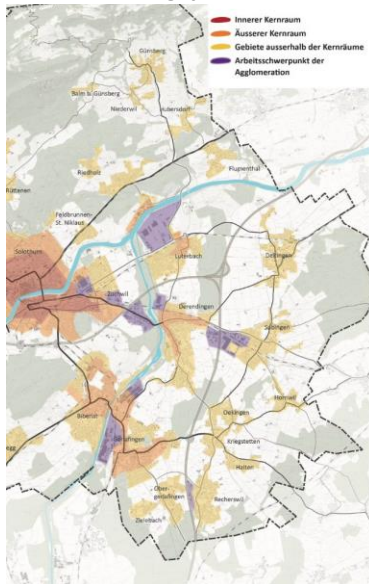 Innerer Kernraum
Äusserer Kernraum
Gebiete ausserhalb der Kernräume
Arbeitsschwerpunkt der
Agglomeration
Günsberg
Balm b. Günsberg
Niederwil
Hubersdorf
Riedholz
Flumenthal
Rüttenen
Feldbrunnen-
St. Niklaus
Solothurn
Luterbach
Deitingen
Zuchwil
Derendingen
Subingen
Biberist
Oekingen
Horriwil
Kriegstetten
Gerlafingen
Halten
Ober-
gerlafingen
Recherswil
Zielebach